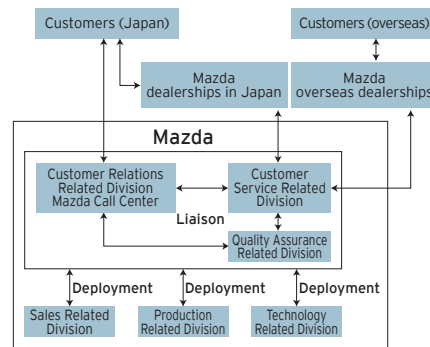 Customers (Japan)
Customers (overseas)
Mazda
dealerships in Japan
Mazda
overseas dealerships
Mazda
Customer Relations
Related Division
Mazda Call Center
Customer
Service Related
Division
Liaison
Quality Assurance
Related Division
Deployment
Deployment
Deployment
Sales Related
Division
Production
Related Division
Technology
Related Division